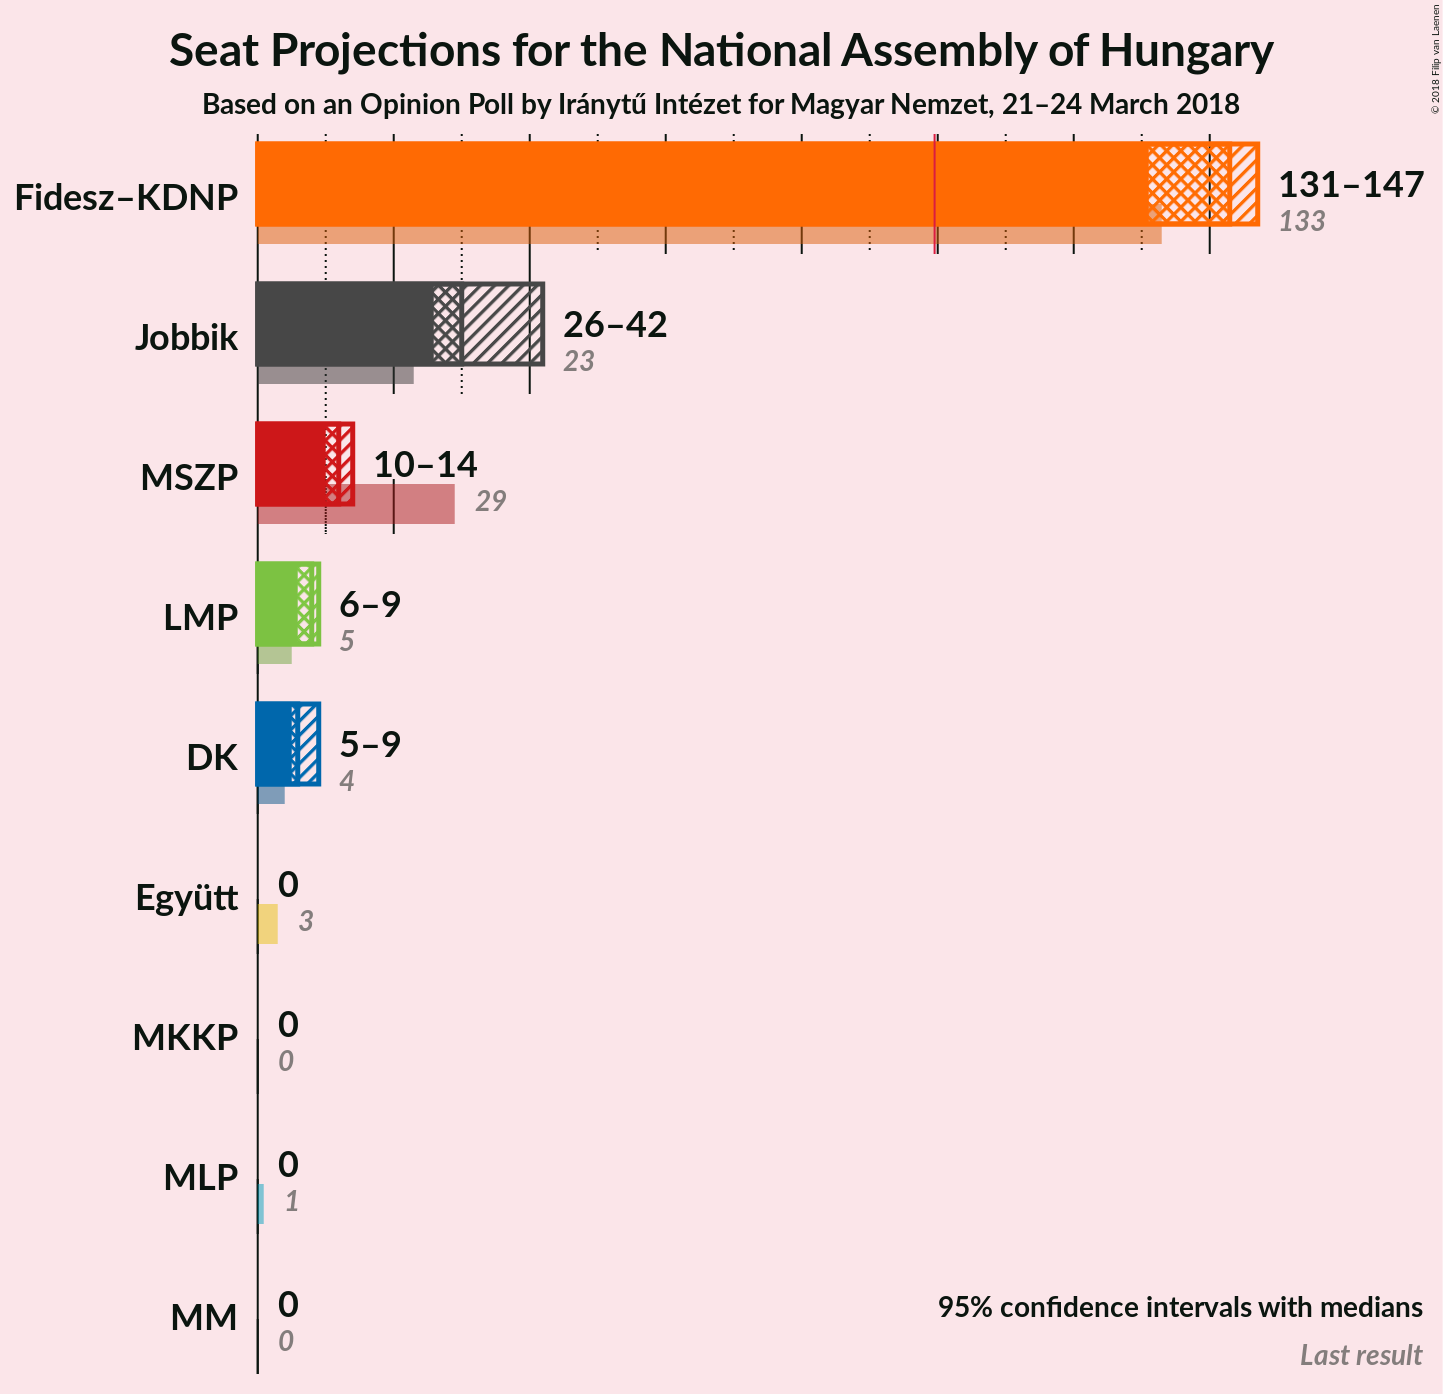 Seat Projections for the National Assembly of Hungary
Based on an Opinion Poll by Iránytű Intézet for Magyar Nemzet, 21–24 March 2018
© 2018 Filip van Laenen
Fidesz–KDNP
131–147
133
Jobbik
26–42
23
MSZP
10–14
29
LMP
6–9
5
DK
5–9
4
Együtt
0
3
MKKP
0
0
MLP
0
1
MM
0
0
95% confidence intervals with medians
Last result